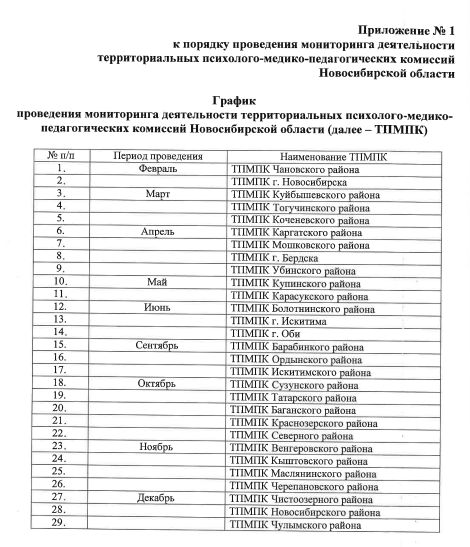 Приложение № 1
к порядку проведения мониторинга деятельности
территориальных психолого-медико-педагогических комиссий
Новосибирской области
График
проведения мониторинга деятельности территориальных психолого-медико-
педагогических комиссий Новосибирской области (далее – ТПМПК)
№ п/п Период проведения Наименование ТПМПК
1. Февраль ТПМПК Чановского района
2. ТПМПК г. Новосибирска
3. Март ТПМПК Куйбышевского района
4. ТПМПК Тогучинского района
5. ТПМПК Коченевского района
6. Апрель ТПМПК Каргатского района
7. ТПМПК Мошковского района
8. ТПМПК г. Бердска
9. ТПМПК Убинского района
10. Май ТПМПК Купинского района
11. ТПМПК Карасукского района
12. Июнь ТПМПК Болотнинского района
13. ТПМПК г. Искитима
14. ТПМПК г. Оби
15. Сентябрь ТПМПК Барабинкого района
16. ТПМПК Ордынского района
17. ТПМПК Искитимского района
18. Октябрь ТПМПК Сузунского района
19. ТПМПК Татарского района
20. ТПМПК Баганского района
21. ТПМПК Краснозерского района
22. ТПМПК Северного района
23. Ноябрь ТПМПК Венгеровского района
24. ТПМПК Кыштовского района
25. ТПМПК Маслянинского района
26. ТПМПК Черепановского района
27. Декабрь ТПМПК Чистоозерного района
28. ТПМПК Новосибирского района
29. ТПМПК Чулымского района